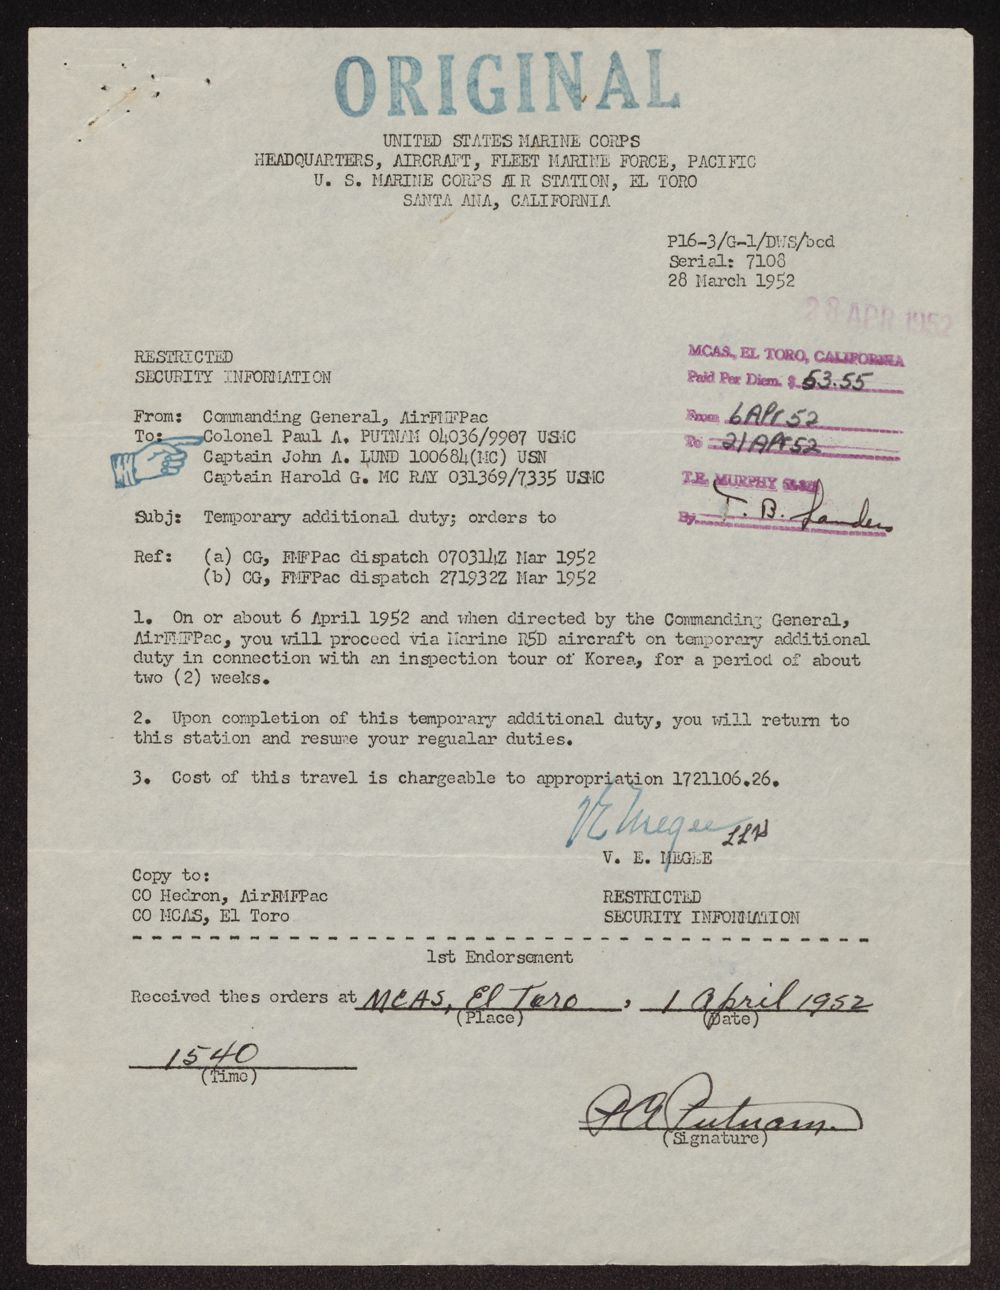 ORIGINAL
UNITED STATES MARINE CORPS
HEADQUARTERS, AIRCRAFT, FLEET MARINE FORCE, PACIFIC
U. S. MARINE CORPS AIR STATION, EL TORO
SANTA ANA, CALIFORNIA
P16-3/G-1/DWS/bcd
Serial: 7108
28 March 1952
28 APR 1952
RESTRICTED
SECURITY INFORMATION
MCAS., EL TORO, CALIFORNIA
Paid Per Diem. $ 53.55
From 6 APr 52
To 21 APr 52
T.E. MURPHY
By T. B. Landers
From: Commanding General, AirFMFPac
To: Colonel Paul A. PUTNAM 04036/9907 USMC
Captain John A. LUND 100684(MC) USN
Captain Harold G. MC RAY 031369/7335 USMC
Subj: Temporary additional duty; orders to
Ref: (a) CG, FMFPac dispatch 070314Z Mar 1952
(b) CG, FMFPac dispatch 271932Z Mar 1952
1. On or about 6 April 1952 and when directed by the Commanding General,
AirFMFPac, you will proceed via Marine R5D aircraft on temporary additional
duty in connection with an inspection tour of Korea, for a period of about
two (2) weeks.
2. Upon completion of this temporary additional duty, you will return to
this station and resume your regualar duties.
3. Cost of this travel is chargeable to appropriation 1721106.26.
VE Megee
V. E. MEGEE
Copy to:
CO Hedron, AirFMFPac
CO MCAS, El Toro
RESTRICTED
SECURITY INFORMATION
1st Endorsement
Received thes orders at MCAS, El Toro , 1 April 1952
(Place) (Date)
1540
(Time)
P A Putnam
(Signature)